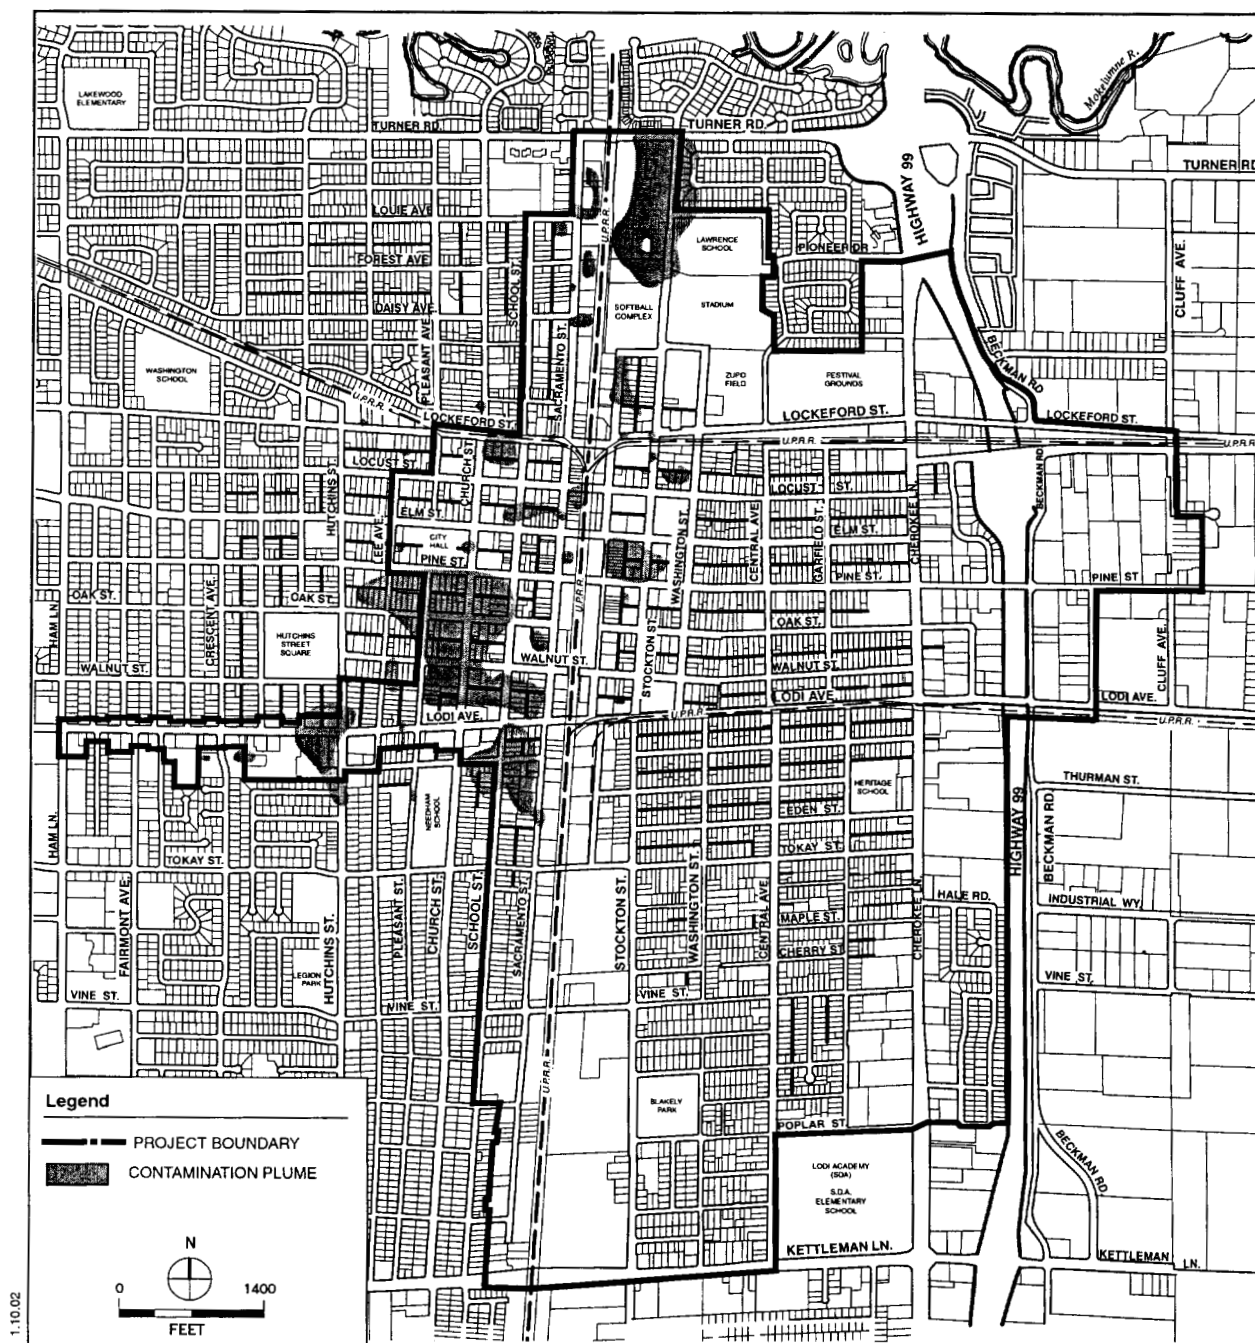 Mokelumne R.
LAKEWOOD
ELEMENTARY
TURNER RD.
TURNER RD.
TURNER RD.
HIGHWAY 99
LOUIE AVE
U.P.R.R.
LAWRENCE
SCHOOL
PIONEER DR
FOREST AVE
SCHOOL ST.
CLUFF AVE.
DAISY AVE.
SOFTBALL
COMPLEX
STADIUM
PLEASANT AVE
SACRAMENTO ST.
WASHINGTON
SCHOOL
ZUPO
FIELD
FESTIVAL
GROUNDS
BECKMAN RD
U.P.R.R.
LOCKEFORD ST.
LOCKEFORD ST.
LOCKEFORD ST.
U.P.R.R.
U.P.R.R.
LOCUST ST.
CHURCH ST.
LOCUST ST.
BECKMAN RD
HUTCHINS ST.
LEE AVE.
ELM ST.
WASHINGTON ST.
CENTRAL AVE
GARFIELD ST.
ELM ST.
CHEROKEE LN.
CITY
HALL
PINE ST.
PINE ST.
PINE ST
U.P.R.R.
OAK ST.
CRESCENT AVE.
OAK ST.
OAK ST.
HAM LN.
HUTCHINS
STREET
SQUARE
STOCKTON ST.
CLUFF AVE.
WALNUT ST.
WALNUT ST.
WALNUT ST.
LODI AVE.
LODI AVE.
LODI AVE.
U.P.R.R.
U.P.R.R.
THURMAN ST.
HERITAGE
SCHOOL
HAM LN.
NEEDHAM
SCHOOL
EDEN ST.
HIGHWAY 99
BECKMAN RD.
TOKAY ST.
TOKAY ST.
FAIRMONT AVE.
HUTCHINS ST.
PLEASANT ST.
CHURCH ST.
SCHOOL ST.
SACRAMENTO ST.
STOCKTON ST.
WASHINGTON ST.
CENTRAL AVE.
CHEROKEE LN.
HALE RD.
INDUSTRIAL WY.
MAPLE ST.
CHERRY ST.
LEGION
PARK
VINE ST.
VINE ST.
VINE ST.
VINE ST.
U.P.R.R.
BLAKELY
PARK
POPLAR ST.
BECKMAN RD.
LODI ACADEMY
(SDA)
S.D.A.
ELEMENTARY
SCHOOL
KETTLEMAN LN.
KETTLEMAN LN.
Legend
PROJECT BOUNDARY
CONTAMINATION PLUME
N
0 1400
FEET
1.10.02